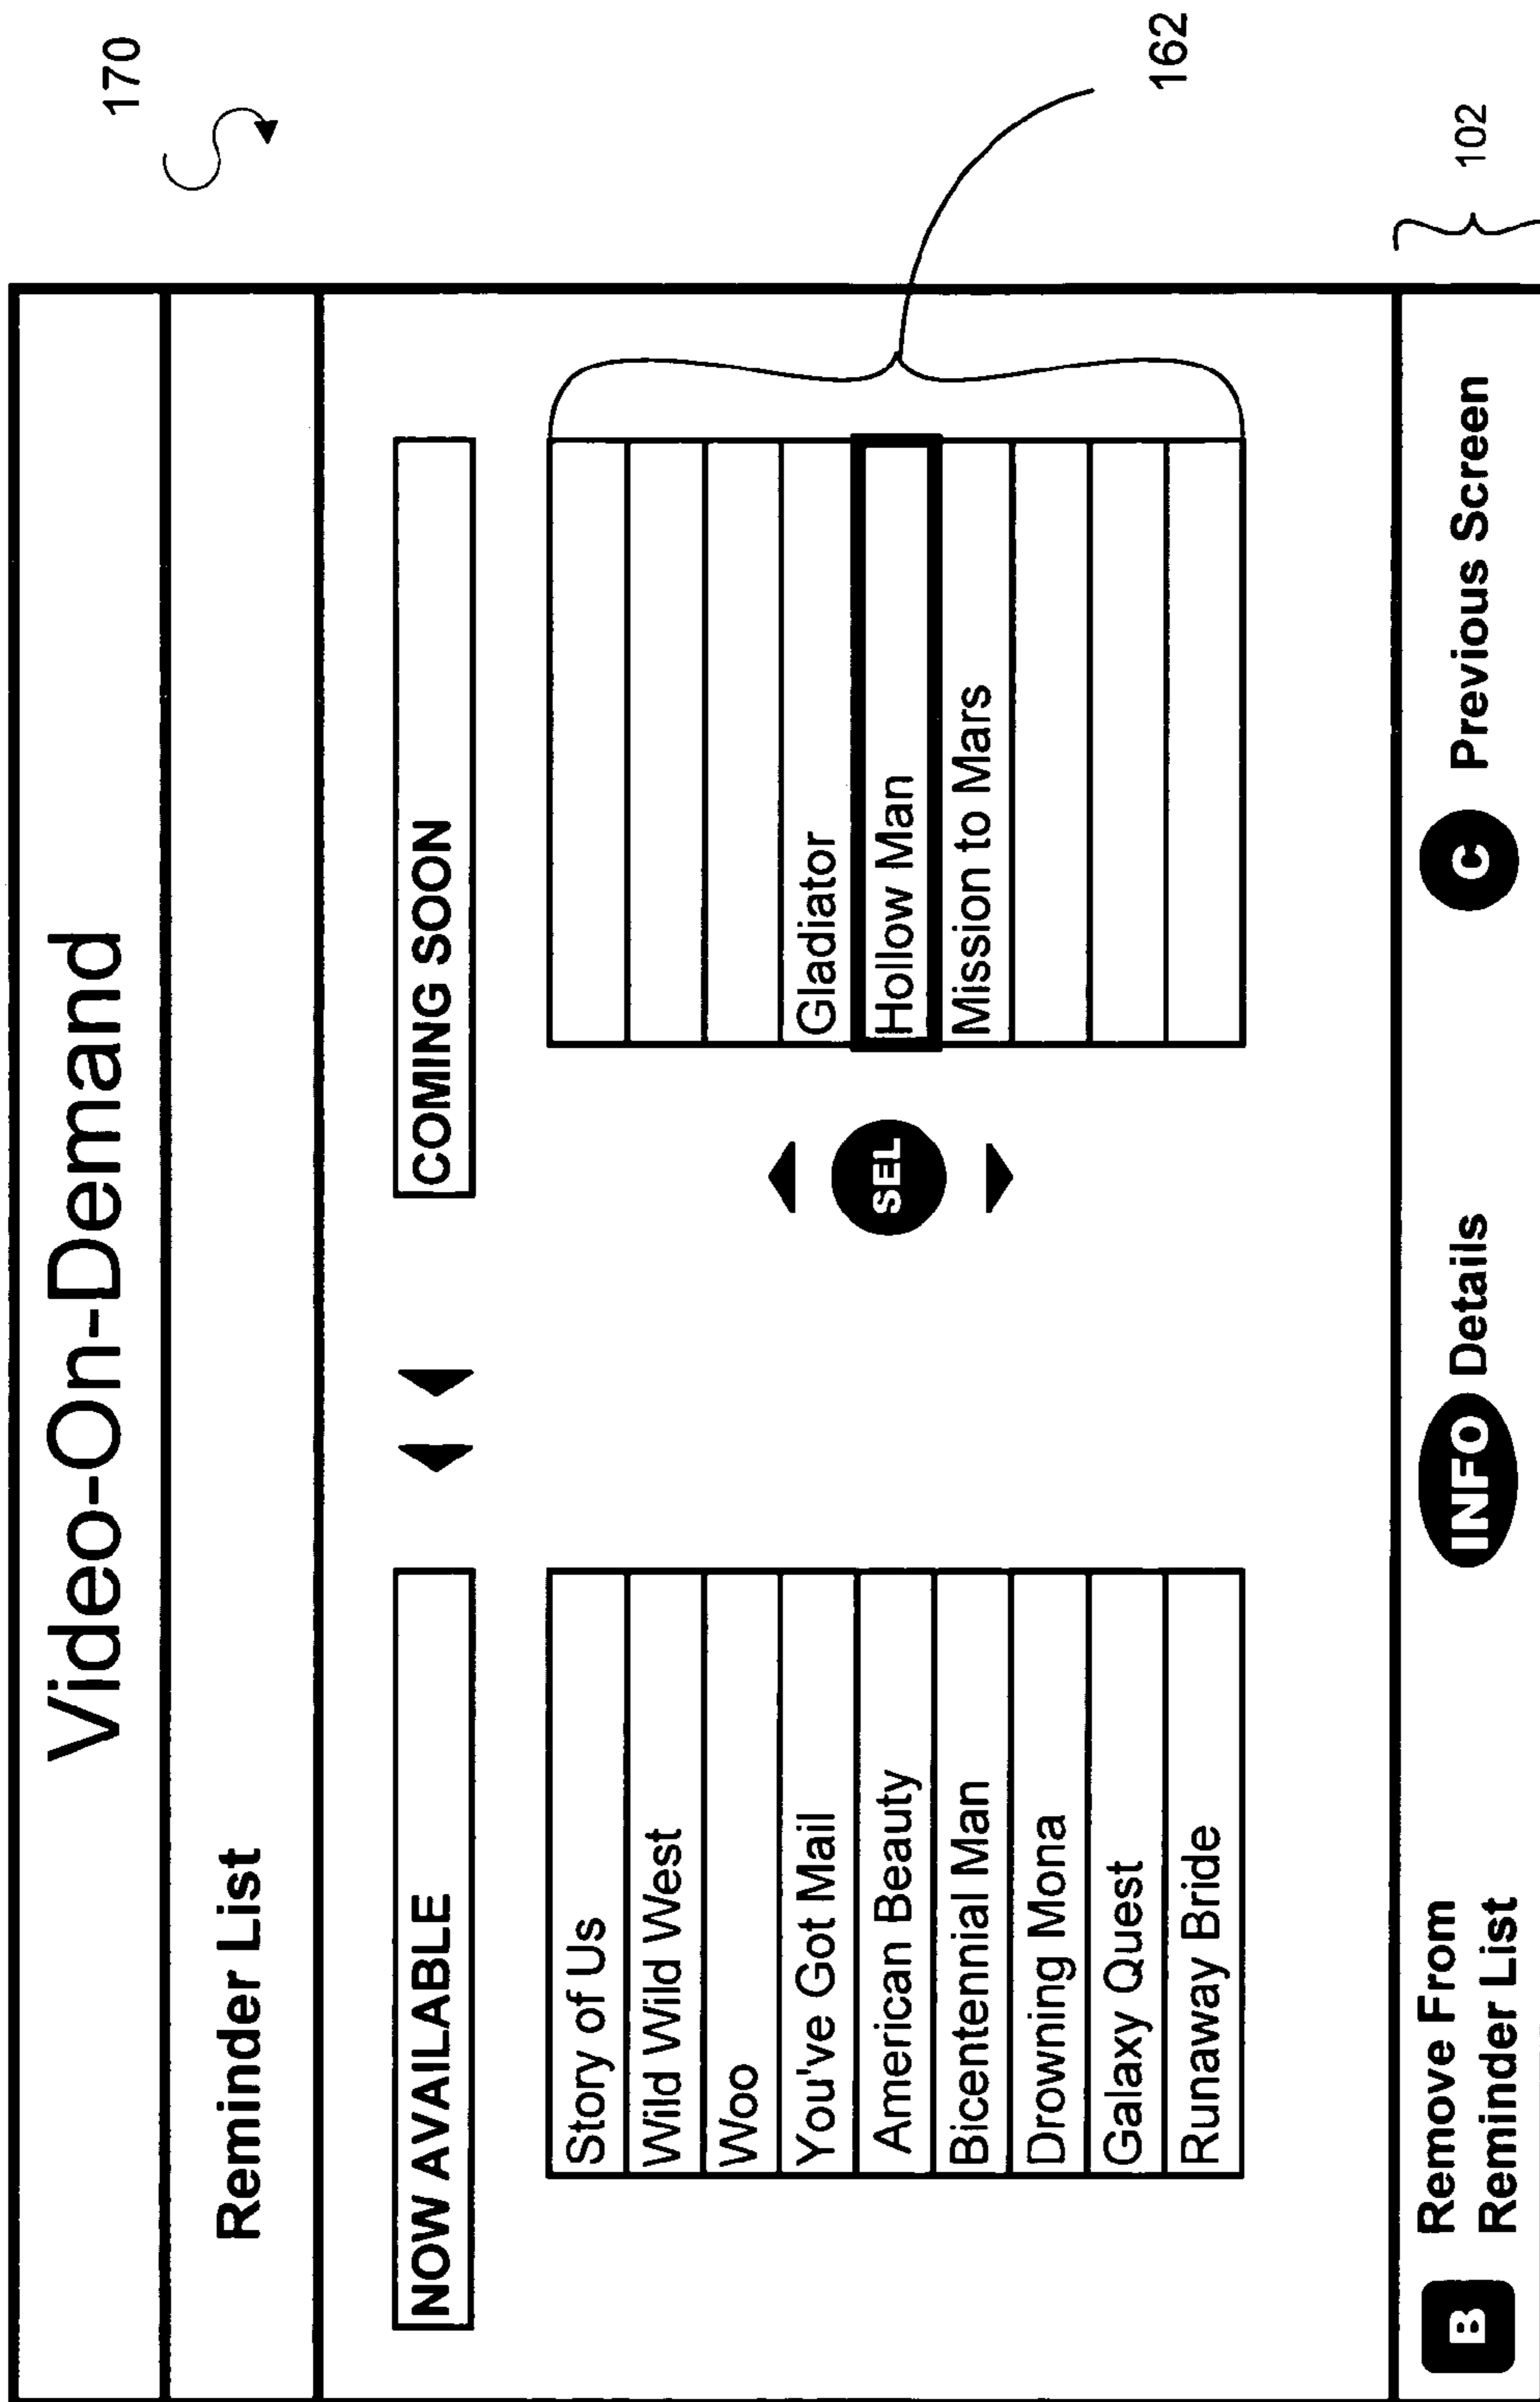 170
Video-On-Demand
Reminder List
NOW AVAILABLE
COMING SOON
Story of Us
Wild Wild West
Woo
You've Got Mail
American Beauty
Bicentennial Man
Drowning Mona
Galaxy Quest
Runaway Bride
SEL
Gladiator
Hollow Man
Mission to Mars
162
B Remove From
Reminder List
INFO Details
C Previous Screen
102